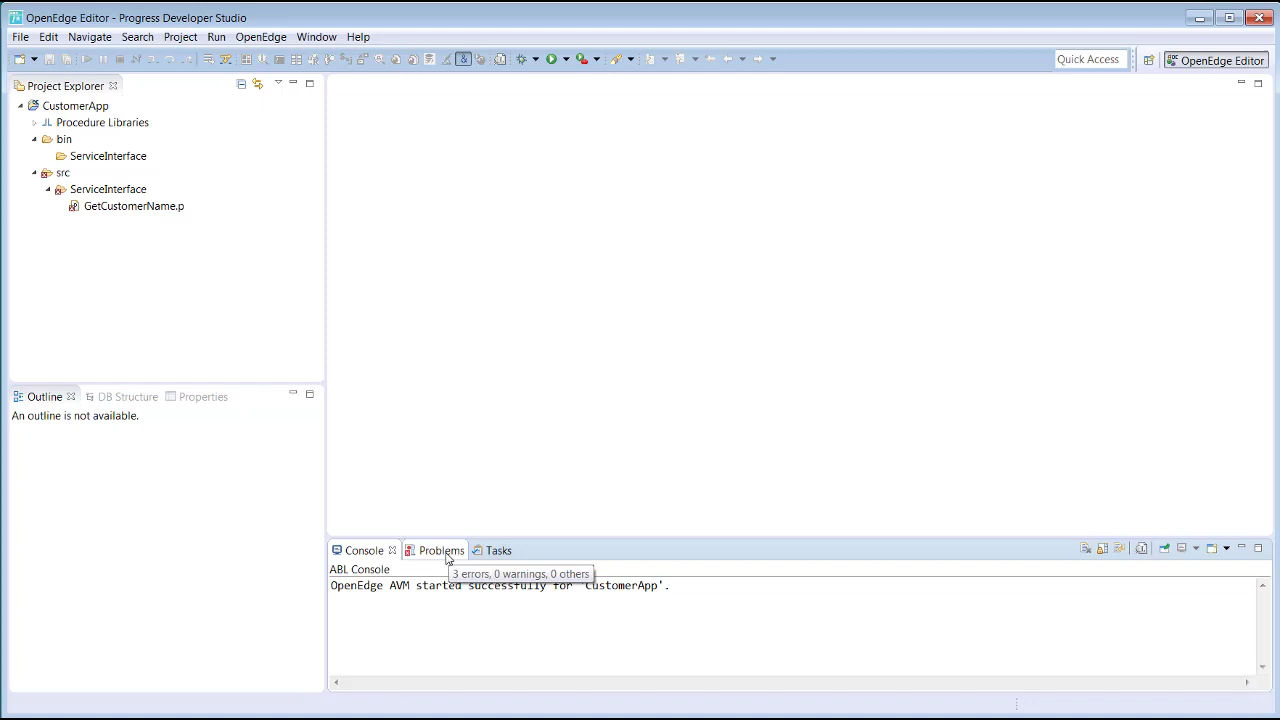 OpenEdge Editor - Progress Developer Studio
File Edit Navigate Search Project Run OpenEdge Window Help
Quick Access
OpenEdge Editor
Project Explorer
CustomerApp
Procedure Libraries
bin
ServiceInterface
src
ServiceInterface
GetCustomerName.p
Outline DB Structure Properties
An outline is not available.
Console Problems Tasks
ABL Console
3 errors, 0 warnings, 0 others
OpenEdge AVM started successfully for 'CustomerApp'.